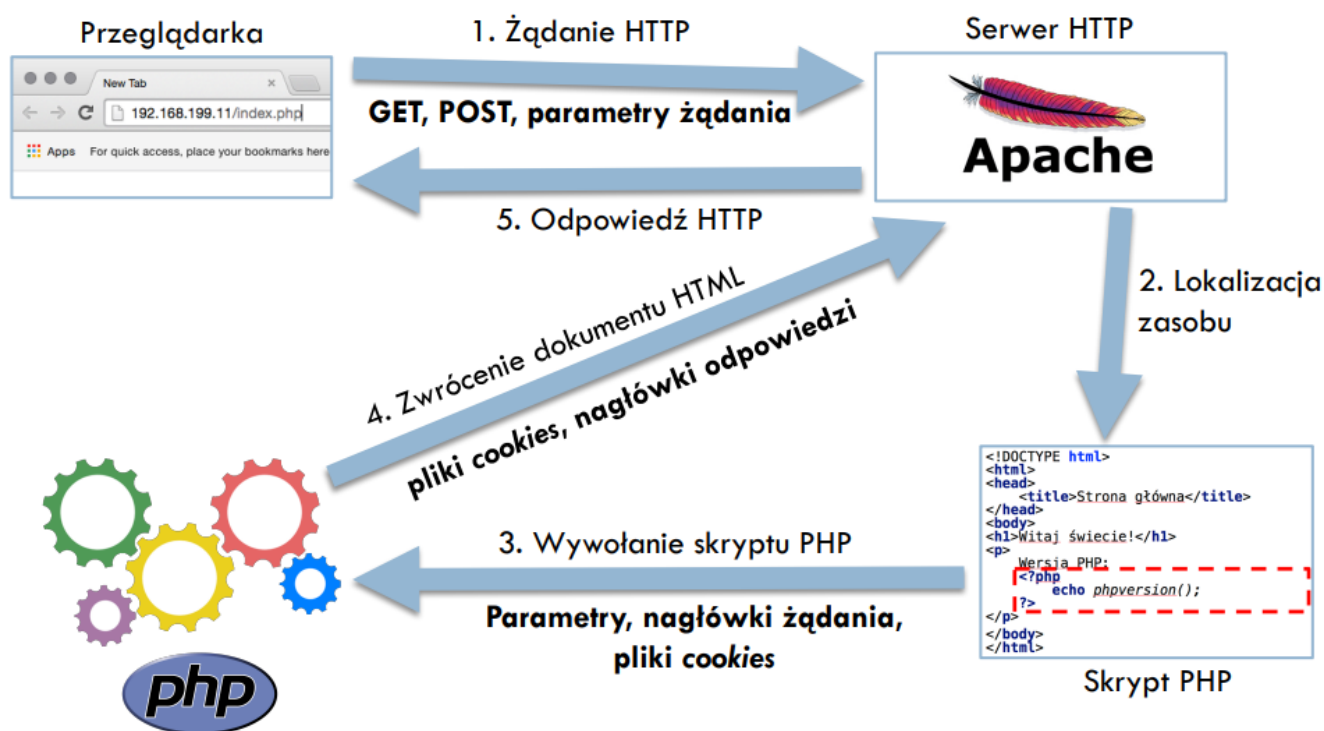 Przeglądarka
1. Żądanie HTTP
Serwer HTTP
New Tab
192.168.199.11/index.php
Apps For quick access, place your bookmarks here
GET, POST, parametry żądania
Apache
5. Odpowiedź HTTP
2. Lokalizacja
zasobu
4. Zwrócenie dokumentu HTML
pliki cookies, nagłówki odpowiedzi
<!DOCTYPE html>
<html>
<head>
<title>Strona główna</title>
</head>
<body>
<h1>Witaj świecie!</h1>
<p>
Wersja PHP:
<?php
echo phpversion();
?>
</p>
</body>
</html>
Skrypt PHP
3. Wywołanie skryptu PHP
Parametry, nagłówki żądania,
pliki cookies
php